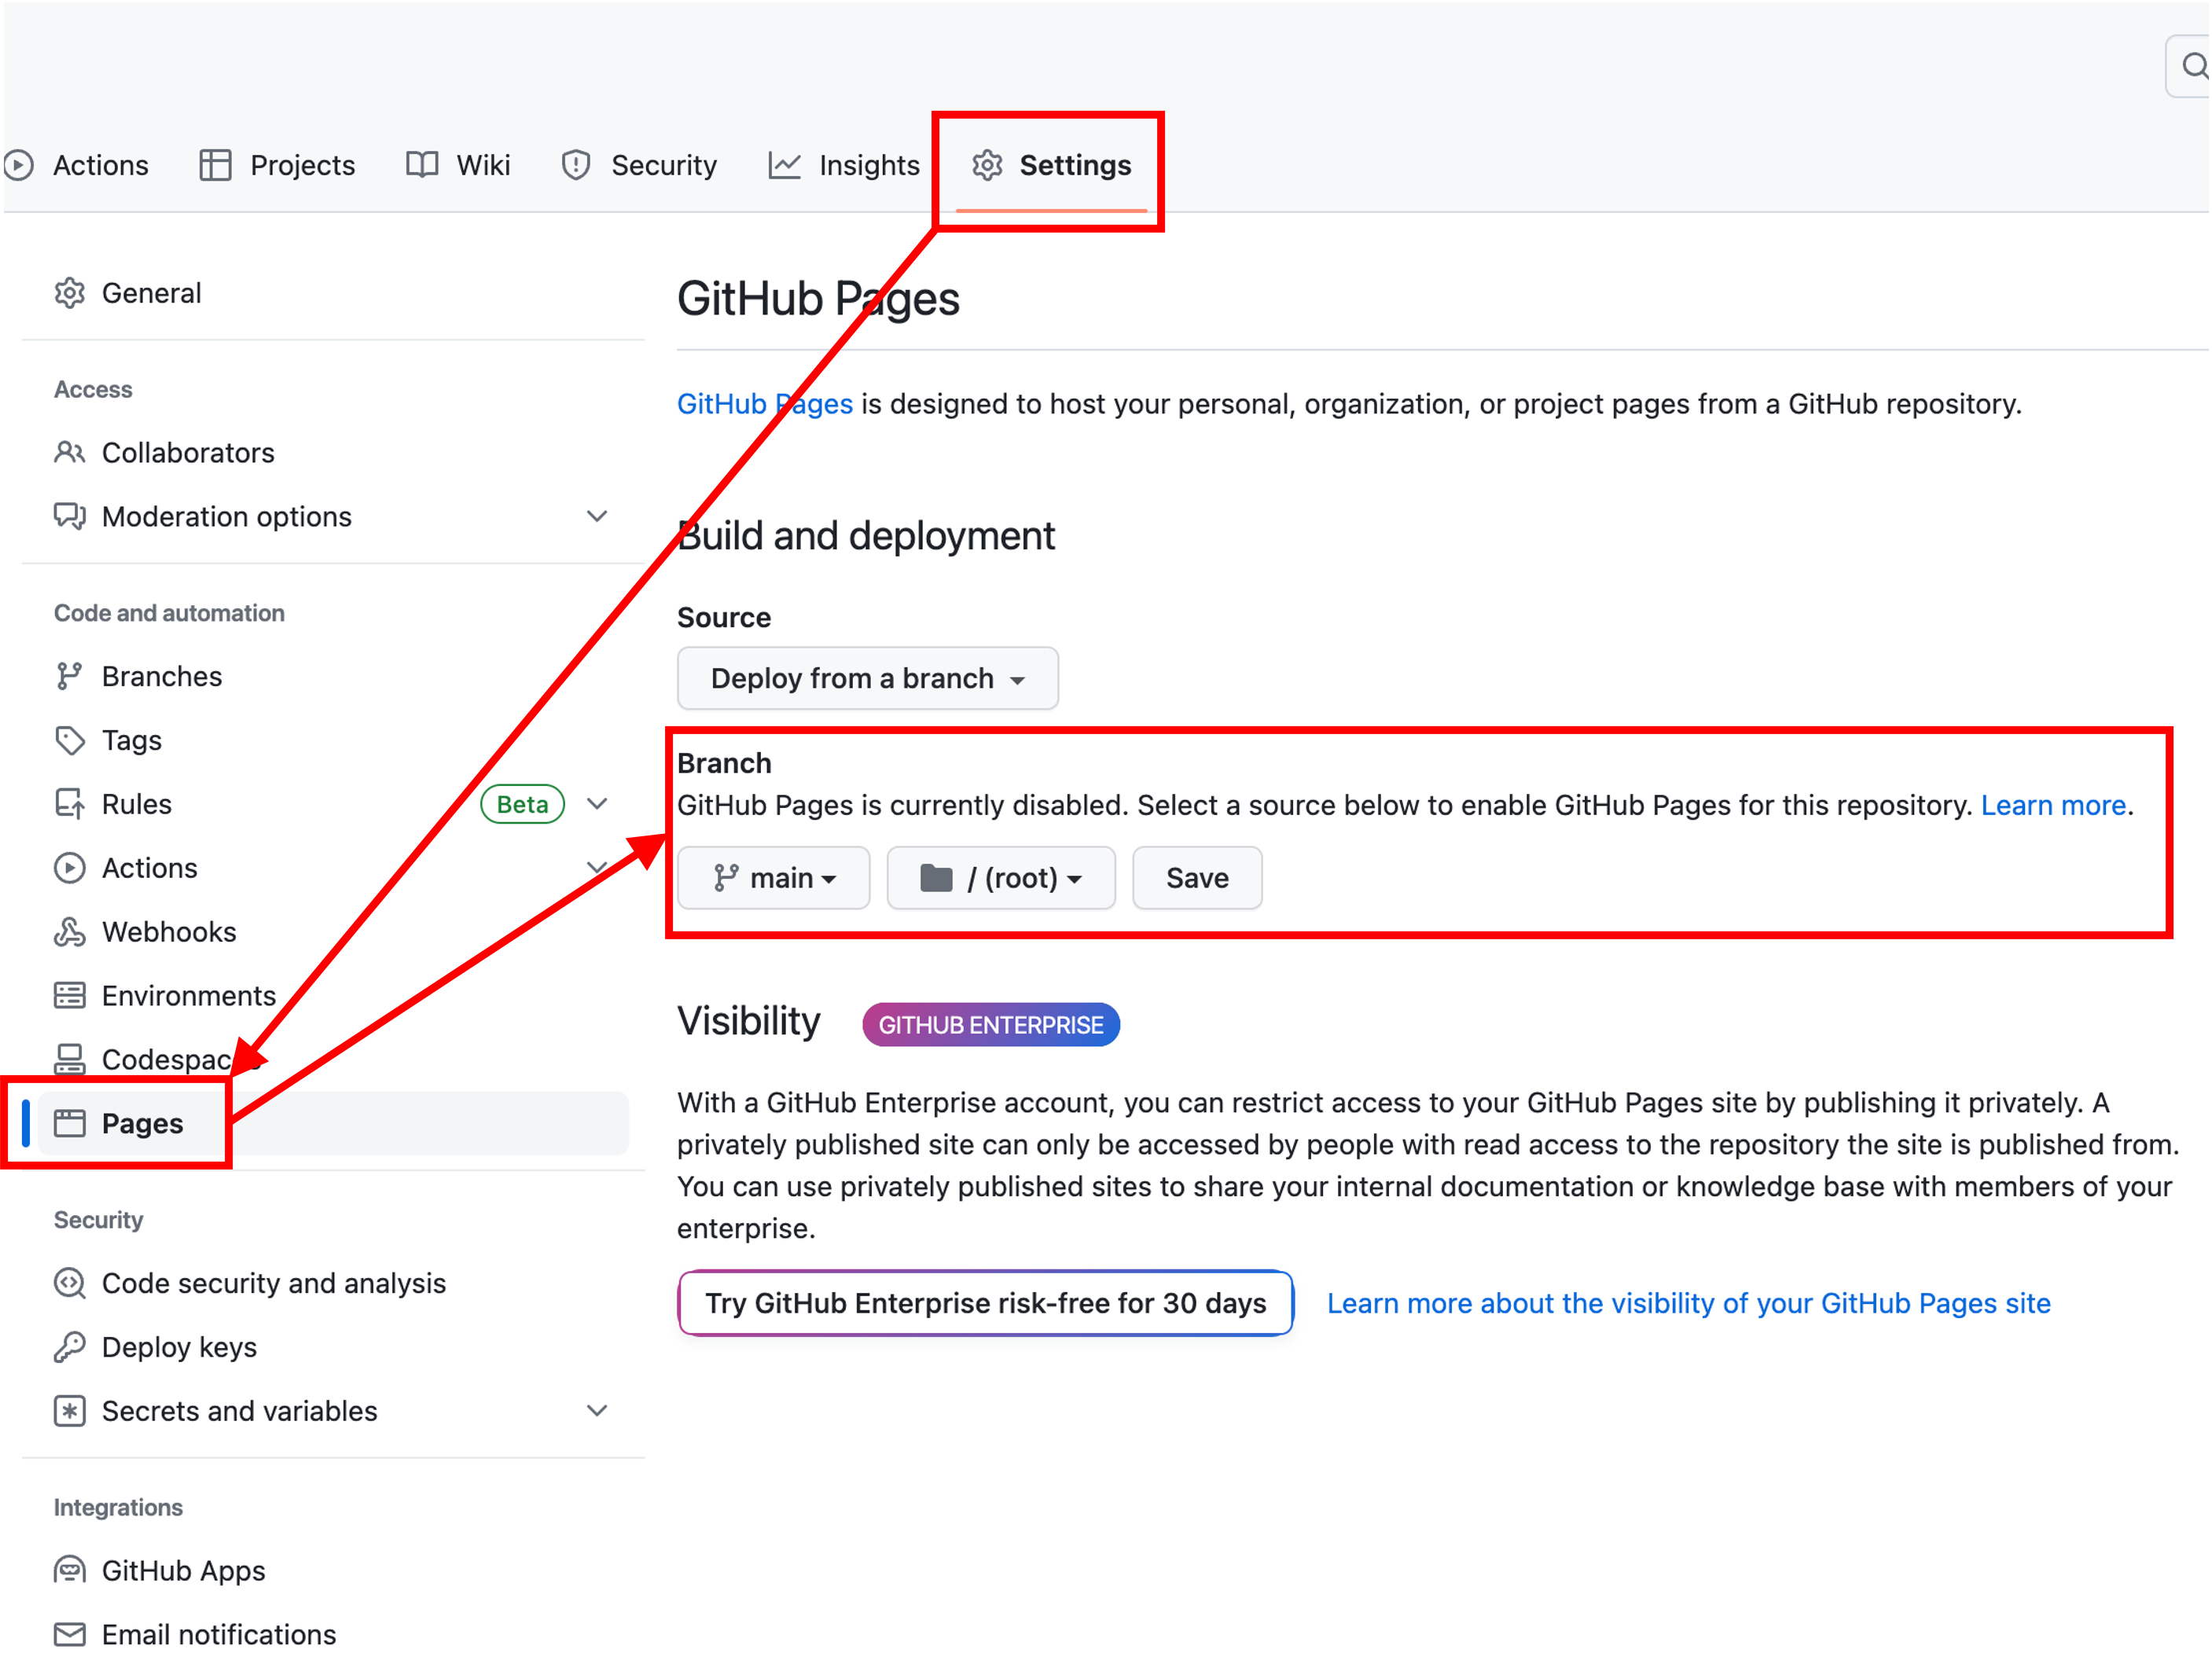 Actions
Projects
Wiki
Security
Insights
Settings
General
Access
Collaborators
Moderation options
Code and automation
Branches
Tags
Rules
Beta
Actions
Webhooks
Environments
Codespaces
Pages
Security
Code security and analysis
Deploy keys
Secrets and variables
Integrations
GitHub Apps
Email notifications
GitHub Pages
GitHub Pages is designed to host your personal, organization, or project pages from a GitHub repository.
Build and deployment
Source
Deploy from a branch
Branch
GitHub Pages is currently disabled. Select a source below to enable GitHub Pages for this repository. Learn more.
main
/ (root)
Save
Visibility
GITHUB ENTERPRISE
With a GitHub Enterprise account, you can restrict access to your GitHub Pages site by publishing it privately. A
privately published site can only be accessed by people with read access to the repository the site is published from.
You can use privately published sites to share your internal documentation or knowledge base with members of your
enterprise.
Try GitHub Enterprise risk-free for 30 days
Learn more about the visibility of your GitHub Pages site